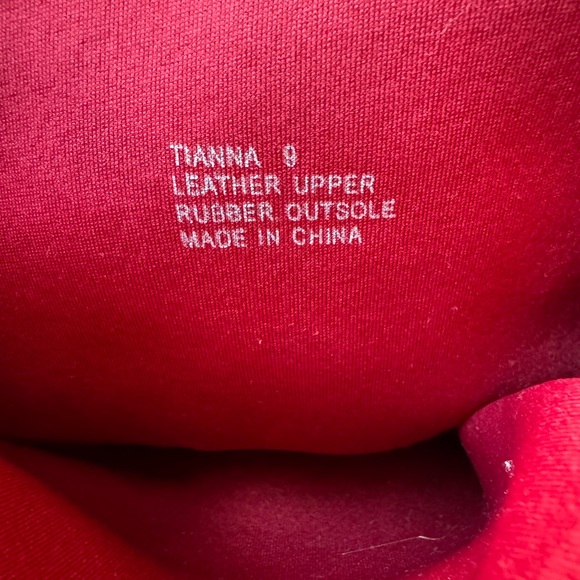 TIANNA 9
LEATHER UPPER
RUBBER OUTSOLE
MADE IN CHINA